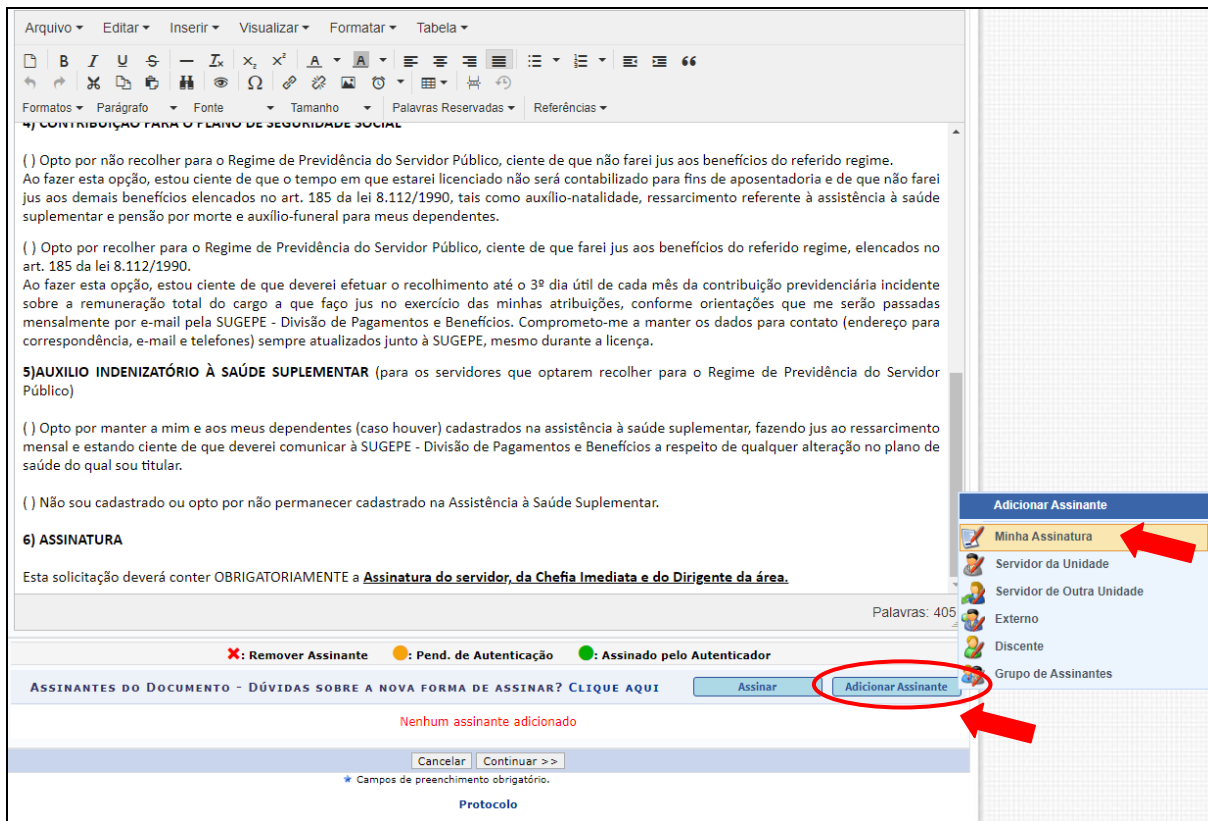 Arquivo Editar Inserir Visualizar Formatar Tabela
Formatos Parágrafo Fonte Tamanho Palavras Reservadas Referências
4) CONTRIBUIÇÃO PARA O PLANO DE SEGURIDADE SOCIAL
( ) Opto por não recolher para o Regime de Previdência do Servidor Público, ciente de que não farei jus aos benefícios do referido regime.
Ao fazer esta opção, estou ciente de que o tempo em que estarei licenciado não será contabilizado para fins de aposentadoria e de que não farei
jus aos demais benefícios elencados no art. 185 da lei 8.112/1990, tais como auxílio-natalidade, ressarcimento referente à assistência à saúde
suplementar e pensão por morte e auxílio-funeral para meus dependentes.
( ) Opto por recolher para o Regime de Previdência do Servidor Público, ciente de que farei jus aos benefícios do referido regime, elencados no
art. 185 da lei 8.112/1990.
Ao fazer esta opção, estou ciente de que deverei efetuar o recolhimento até o 3º dia útil de cada mês da contribuição previdenciária incidente
sobre a remuneração total do cargo a que faço jus no exercício das minhas atribuições, conforme orientações que me serão passadas
mensalmente por e-mail pela SUGEPE - Divisão de Pagamentos e Benefícios. Comprometo-me a manter os dados para contato (endereço para
correspondência, e-mail e telefones) sempre atualizados junto à SUGEPE, mesmo durante a licença.
5)AUXILIO INDENIZATÓRIO À SAÚDE SUPLEMENTAR (para os servidores que optarem recolher para o Regime de Previdência do Servidor
Público)
( ) Opto por manter a mim e aos meus dependentes (caso houver) cadastrados na assistência à saúde suplementar, fazendo jus ao ressarcimento
mensal e estando ciente de que deverei comunicar à SUGEPE - Divisão de Pagamentos e Benefícios a respeito de qualquer alteração no plano de
saúde do qual sou titular.
( ) Não sou cadastrado ou opto por não permanecer cadastrado na Assistência à Saúde Suplementar.
6) ASSINATURA
Esta solicitação deverá conter OBRIGATORIAMENTE a Assinatura do servidor, da Chefia Imediata e do Dirigente da área.
Palavras: 405
Adicionar Assinante
Minha Assinatura
Servidor da Unidade
Servidor de Outra Unidade
Externo
Discente
Grupo de Assinantes
: Remover Assinante : Pend. de Autenticação : Assinado pelo Autenticador
Assinantes do Documento - Dúvidas sobre a nova forma de assinar? Clique aqui Assinar Adicionar Assinante
Nenhum assinante adicionado
Cancelar Continuar >>
Campos de preenchimento obrigatório.
Protocolo